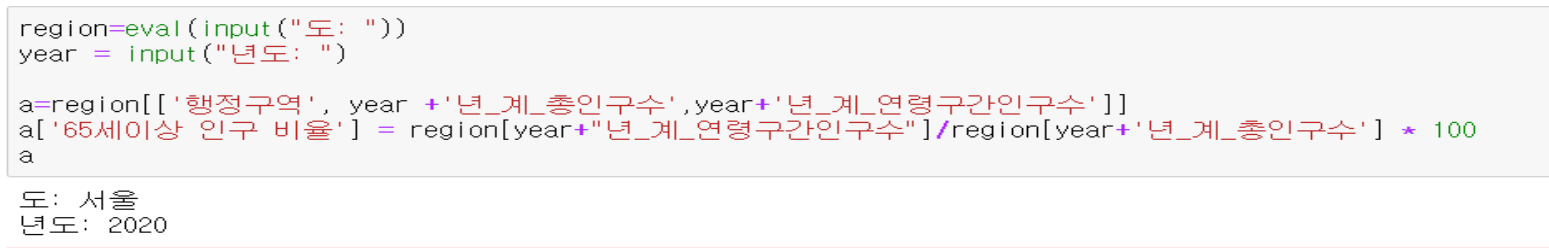 region=eval(input("도: "))
year = input("년도: ")
a=region[['행정구역', year +'년_계_총인구수',year+'년_계_연령구간인구수']]
a['65세이상 인구 비율'] = region[year+"년_계_연령구간인구수"]/region[year+'년_계_총인구수'] * 100
a
도: 서울
년도: 2020